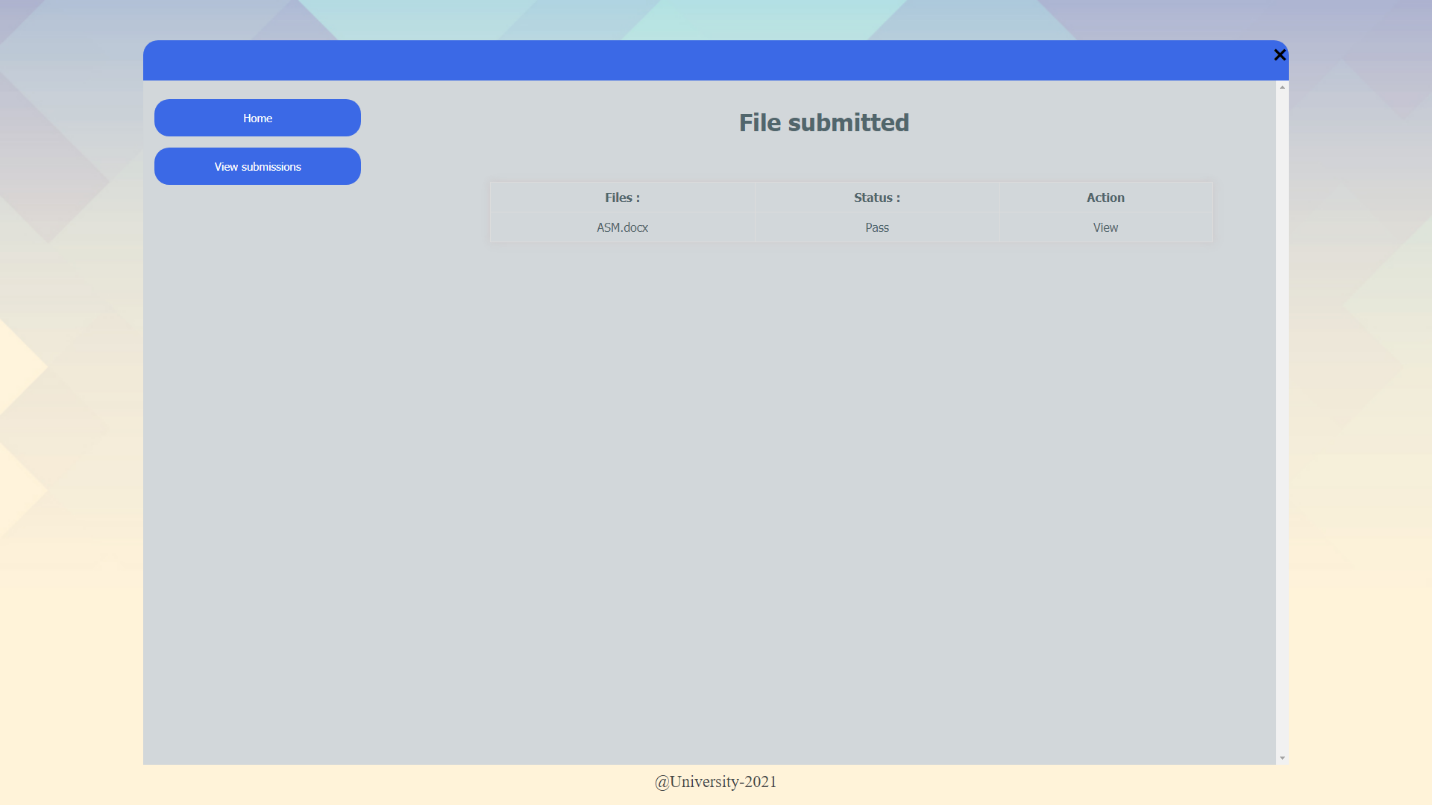 Home
View submissions
File submitted
Files : Status : Action
ASM.docx Pass View
@University-2021